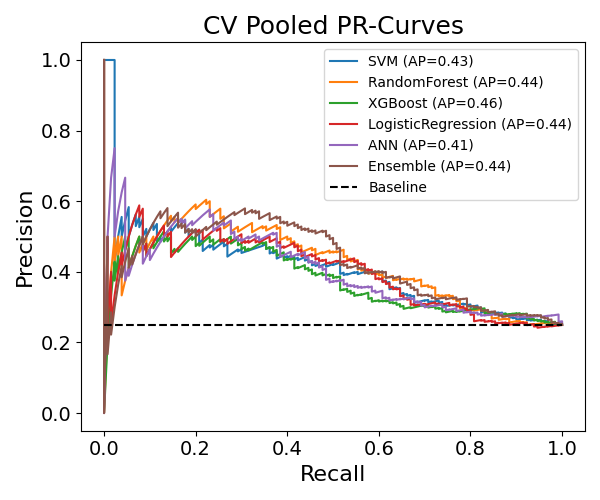 CV Pooled PR-Curves
Precision
1.0
0.8
0.6
0.4
0.2
0.0
SVM (AP=0.43)
RandomForest (AP=0.44)
XGBoost (AP=0.46)
LogisticRegression (AP=0.44)
ANN (AP=0.41)
Ensemble (AP=0.44)
Baseline
0.0 0.2 0.4 0.6 0.8 1.0
Recall